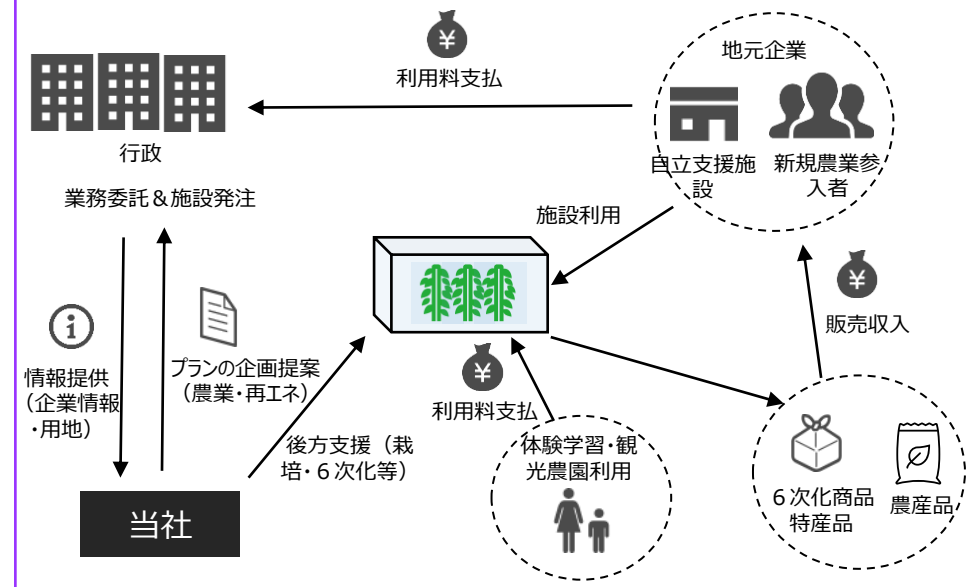 地元企業
利用料支払
自立支援施
設
新規農業参
入者
行政
業務委託＆施設発注
施設利用
販売収入
情報提供
（企業情報
・用地）
プランの企画提案
（農業・再エネ）
利用料支払
後方支援（栽
培・６次化等）
体験学習・観
光農園利用
６次化商品
特産品
農産品
当社